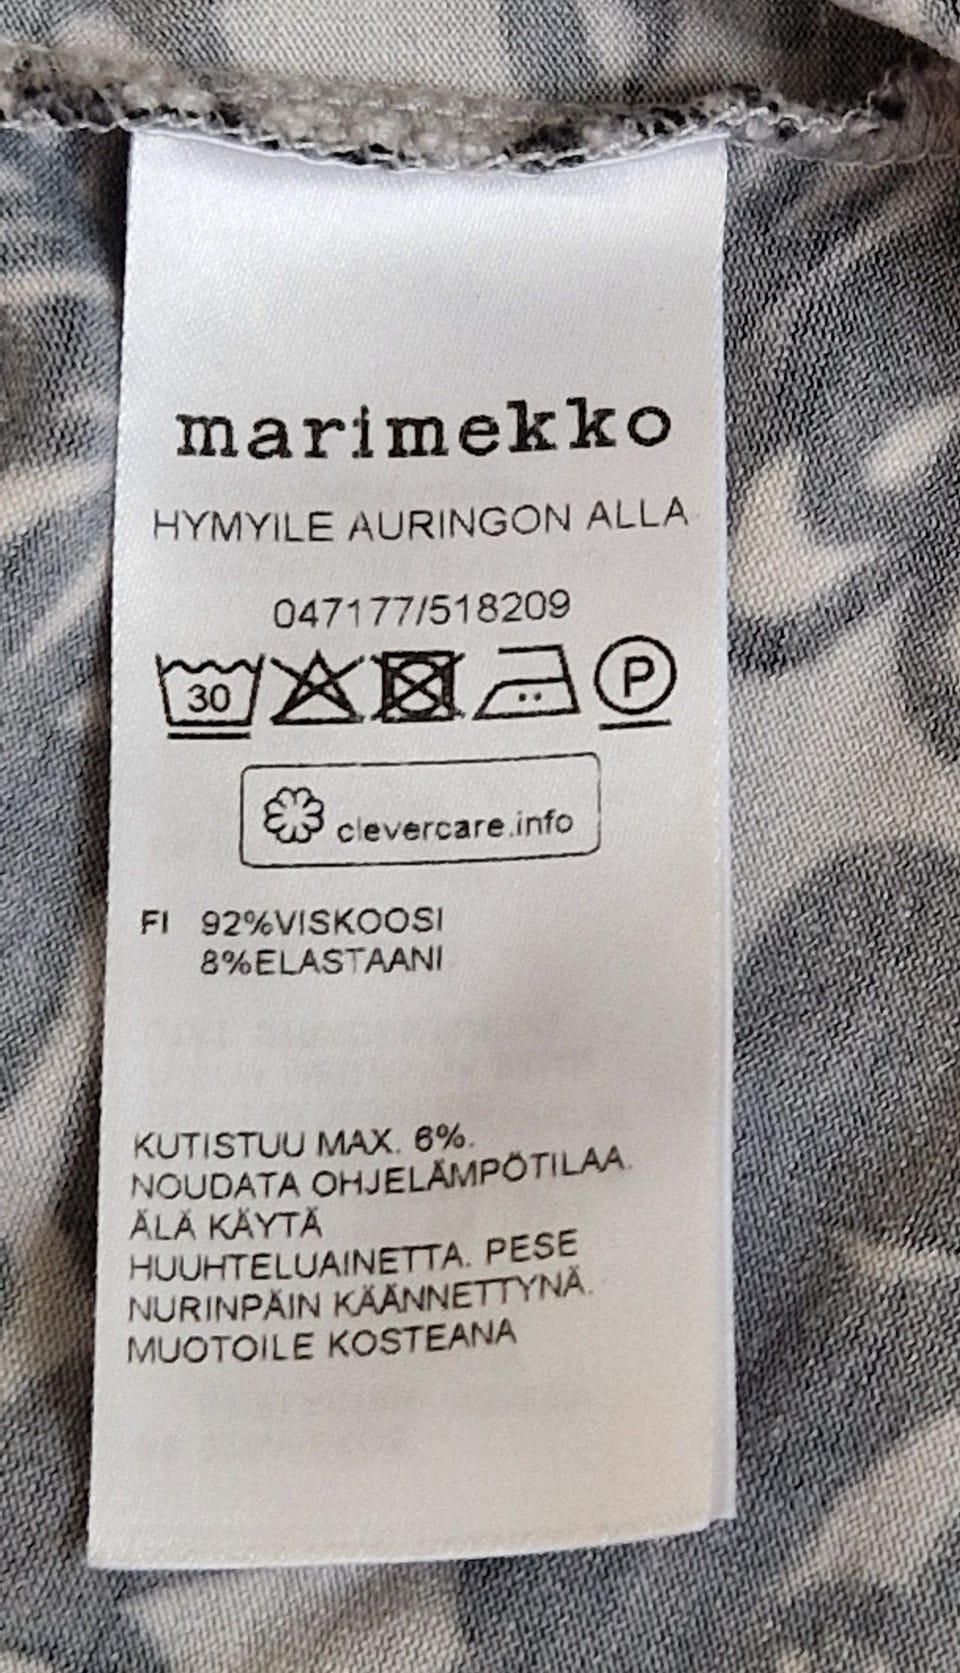 marimekko
HYMYILE AURINGON ALLA
047177/518209
30 P
clevercare.info
FI 92%VISKOOSI
8%ELASTAANI
KUTISTUU MAX. 6%.
NOUDATA OHJELÄMPÖTILAA.
ÄLÄ KÄYTÄ
HUUHTELUAINETTA. PESE
NURINPÄIN KÄÄNNETTYNÄ.
MUOTOILE KOSTEANA